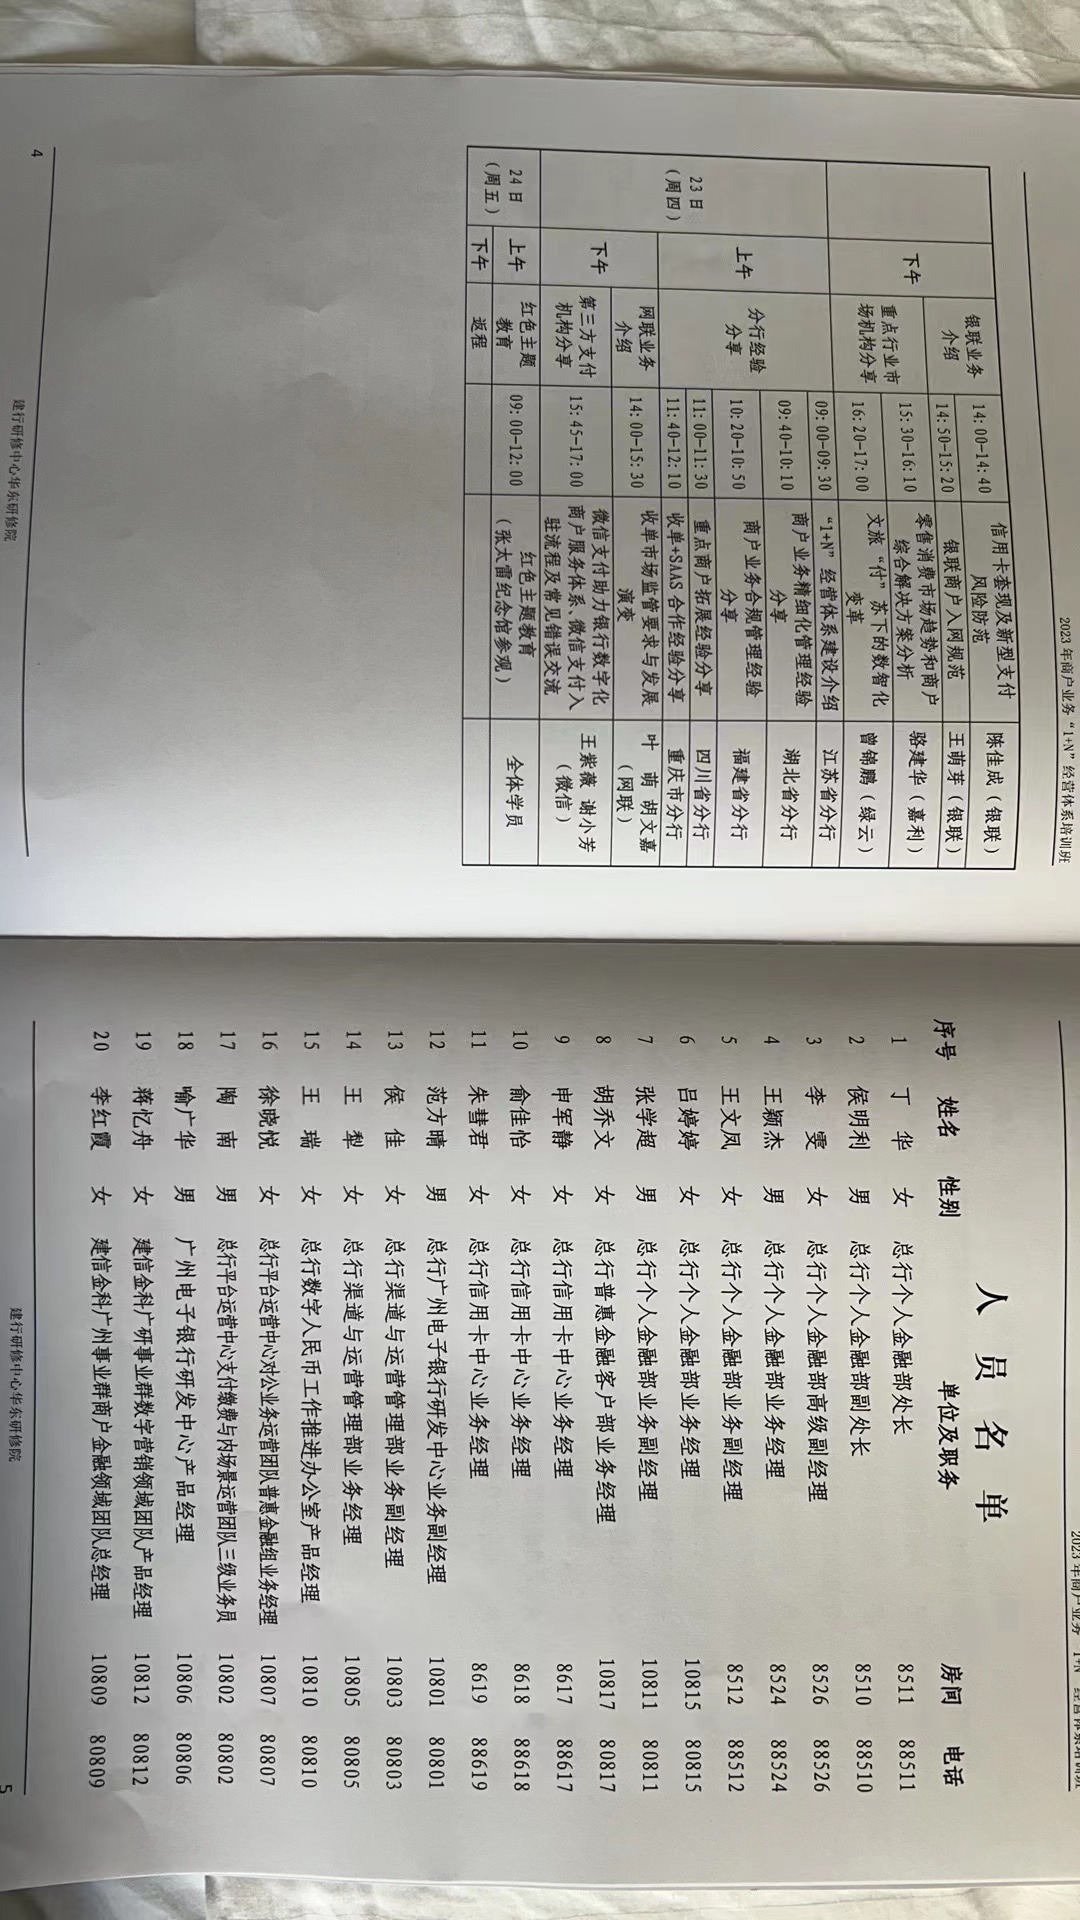 2023年商户业务“1+N”经营体系培训班
下午
银联业务
介绍
14:00-14:40
信用卡套现及新型支付
风险防范
陈佳成（银联）
14:50-15:20
银联商户入网规范
王萌芽（银联）
重点行业市
场机构分享
15:30-16:10
零售消费市场趋势和商户
综合解决方案分析
骆建华（嘉利）
16:20-17:00
文旅“付”苏下的数智化
变革
曾锦鹏（绿云）
23日
（周四）
上午
分行经验
分享
09:00-09:30
“1+N”经营体系建设介绍
江苏省分行
09:40-10:10
商户业务精细化管理经验
分享
湖北省分行
10:20-10:50
商户业务合规管理经验
分享
福建省分行
11:00-11:30
重点商户拓展经验分享
四川省分行
11:40-12:10
收单+SAAS合作经验分享
重庆市分行
下午
网联业务
介绍
14:00-15:30
收单市场监管要求与发展
演变
叶 萌 胡文嘉
（网联）
第三方支付
机构分享
15:45-17:00
微信支付助力银行数字化
商户服务体系、微信支付入
驻流程及常见错误交流
王紫薇 谢小芳
（微信）
24日
（周五）
上午
红色主题
教育
09:00-12:00
红色主题教育
（张太雷纪念馆参观）
全体学员
下午
返程
4
建行研修中心华东研修院
2023年商户业务“1+N”经营体系培训班
人员名单
序号 姓名 性别 单位及职务 房间 电话
1 丁 华 女 总行个人金融部处长 8511 88511
2 侯明利 男 总行个人金融部副处长 8510 88510
3 李 雯 女 总行个人金融部高级副经理 8526 88526
4 王颖杰 男 总行个人金融部业务经理 8524 88524
5 王文凤 女 总行个人金融部业务副经理 8512 88512
6 吕婷婷 女 总行个人金融部业务经理 10815 80815
7 张学超 男 总行个人金融部业务副经理 10811 80811
8 胡乔文 女 总行普惠金融客户部业务经理 10817 80817
9 申军静 女 总行信用卡中心业务经理 8617 88617
10 俞佳怡 女 总行信用卡中心业务经理 8618 88618
11 朱彗君 女 总行信用卡中心业务经理 8619 88619
12 范方晴 男 总行广州电子银行研发中心业务副经理 10801 80801
13 侯 佳 女 总行渠道与运营管理部业务副经理 10803 80803
14 王 犁 女 总行渠道与运营管理部业务经理 10805 80805
15 王 瑞 女 总行数字人民币工作推进办公室产品经理 10810 80810
16 徐晓悦 女 总行平台运营中心对公业务运营团队普惠金融组业务经理 10807 80807
17 陶 南 男 总行平台运营中心支付缴费与内场景运营团队三级业务员 10802 80802
18 喻广华 男 广州电子银行研发中心产品经理 10806 80806
19 蒋忆舟 女 建信金科广研事业群数字营销领域团队产品经理 10812 80812
20 李红霞 女 建信金科广州事业群商户金融领域团队总经理 10809 80809
建行研修中心华东研修院
5